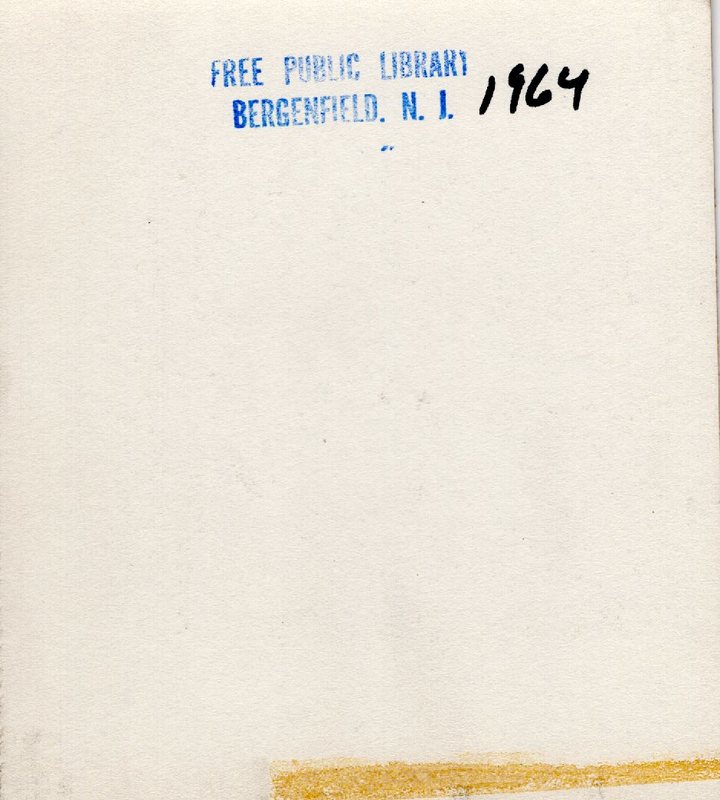 FREE PUBLIC LIBRARY
BERGENFIELD. N. J.
1964